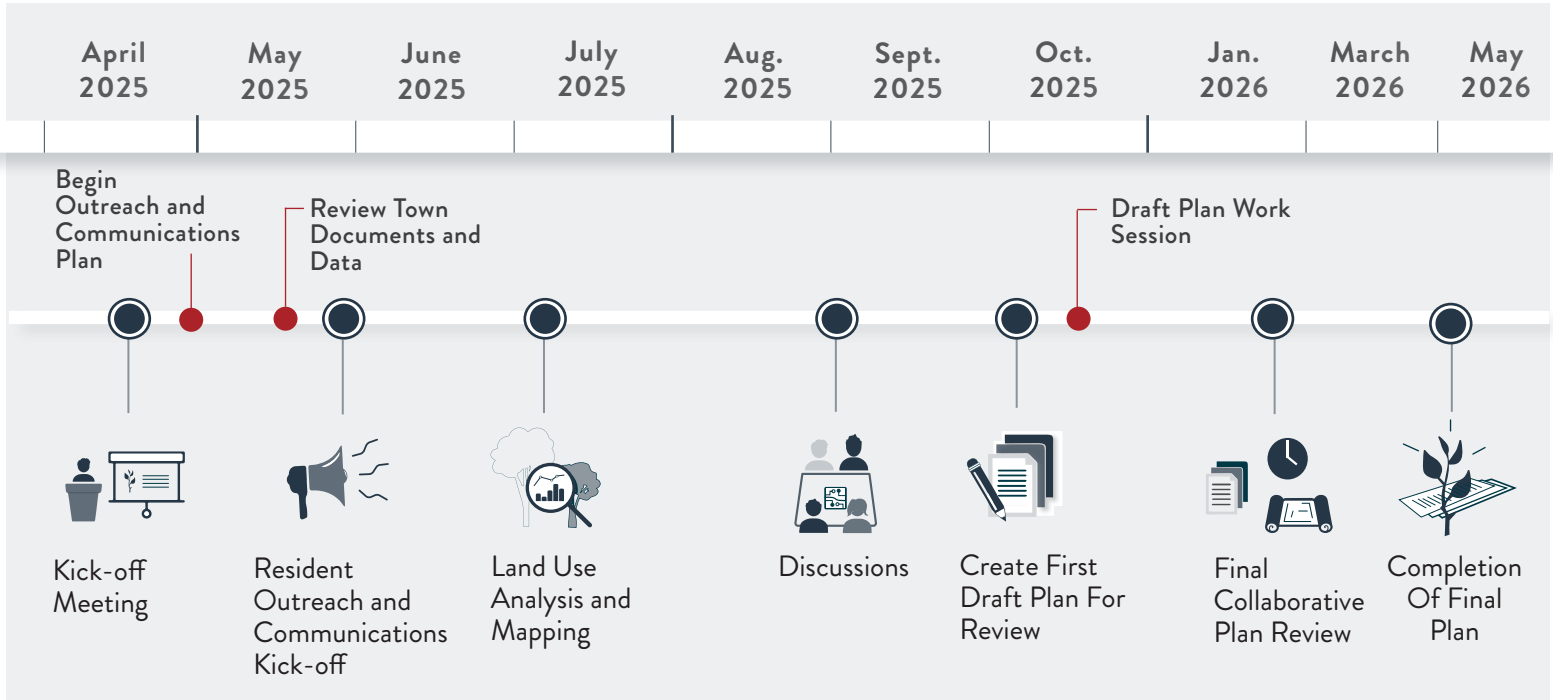 April
2025
May
2025
June
2025
July
2025
Aug.
2025
Sept.
2025
Oct.
2025
Jan.
2026
March
2026
May
2026
Begin
Outreach and
Communications
Plan
Review Town
Documents and
Data
Draft Plan Work
Session
Kick-off
Meeting
Resident
Outreach and
Communications
Kick-off
Land Use
Analysis and
Mapping
Discussions
Create First
Draft Plan For
Review
Final
Collaborative
Plan Review
Completion
Of Final
Plan